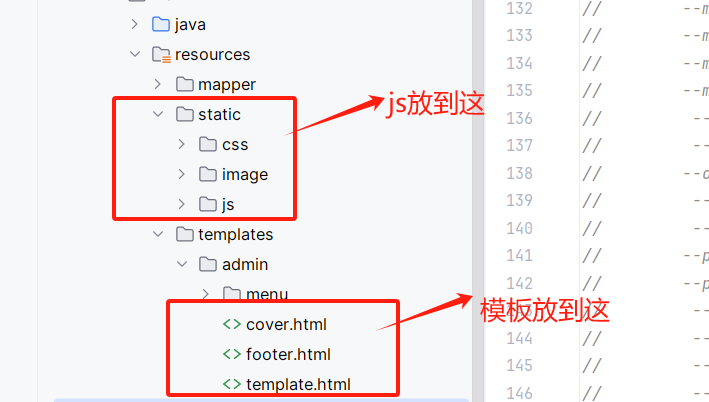 java
resources
mapper
static
css
image
js
templates
admin
menu
<> cover.html
<> footer.html
<> template.html
js放到这
模板放到这
132 // --m
133 // --m
134 // --m
135 // --m
136 // --
137 // --
138 // --o
139 // --
140 // --
141 // --p
142 // --p
// --
144 // --
145 // --
146 // --